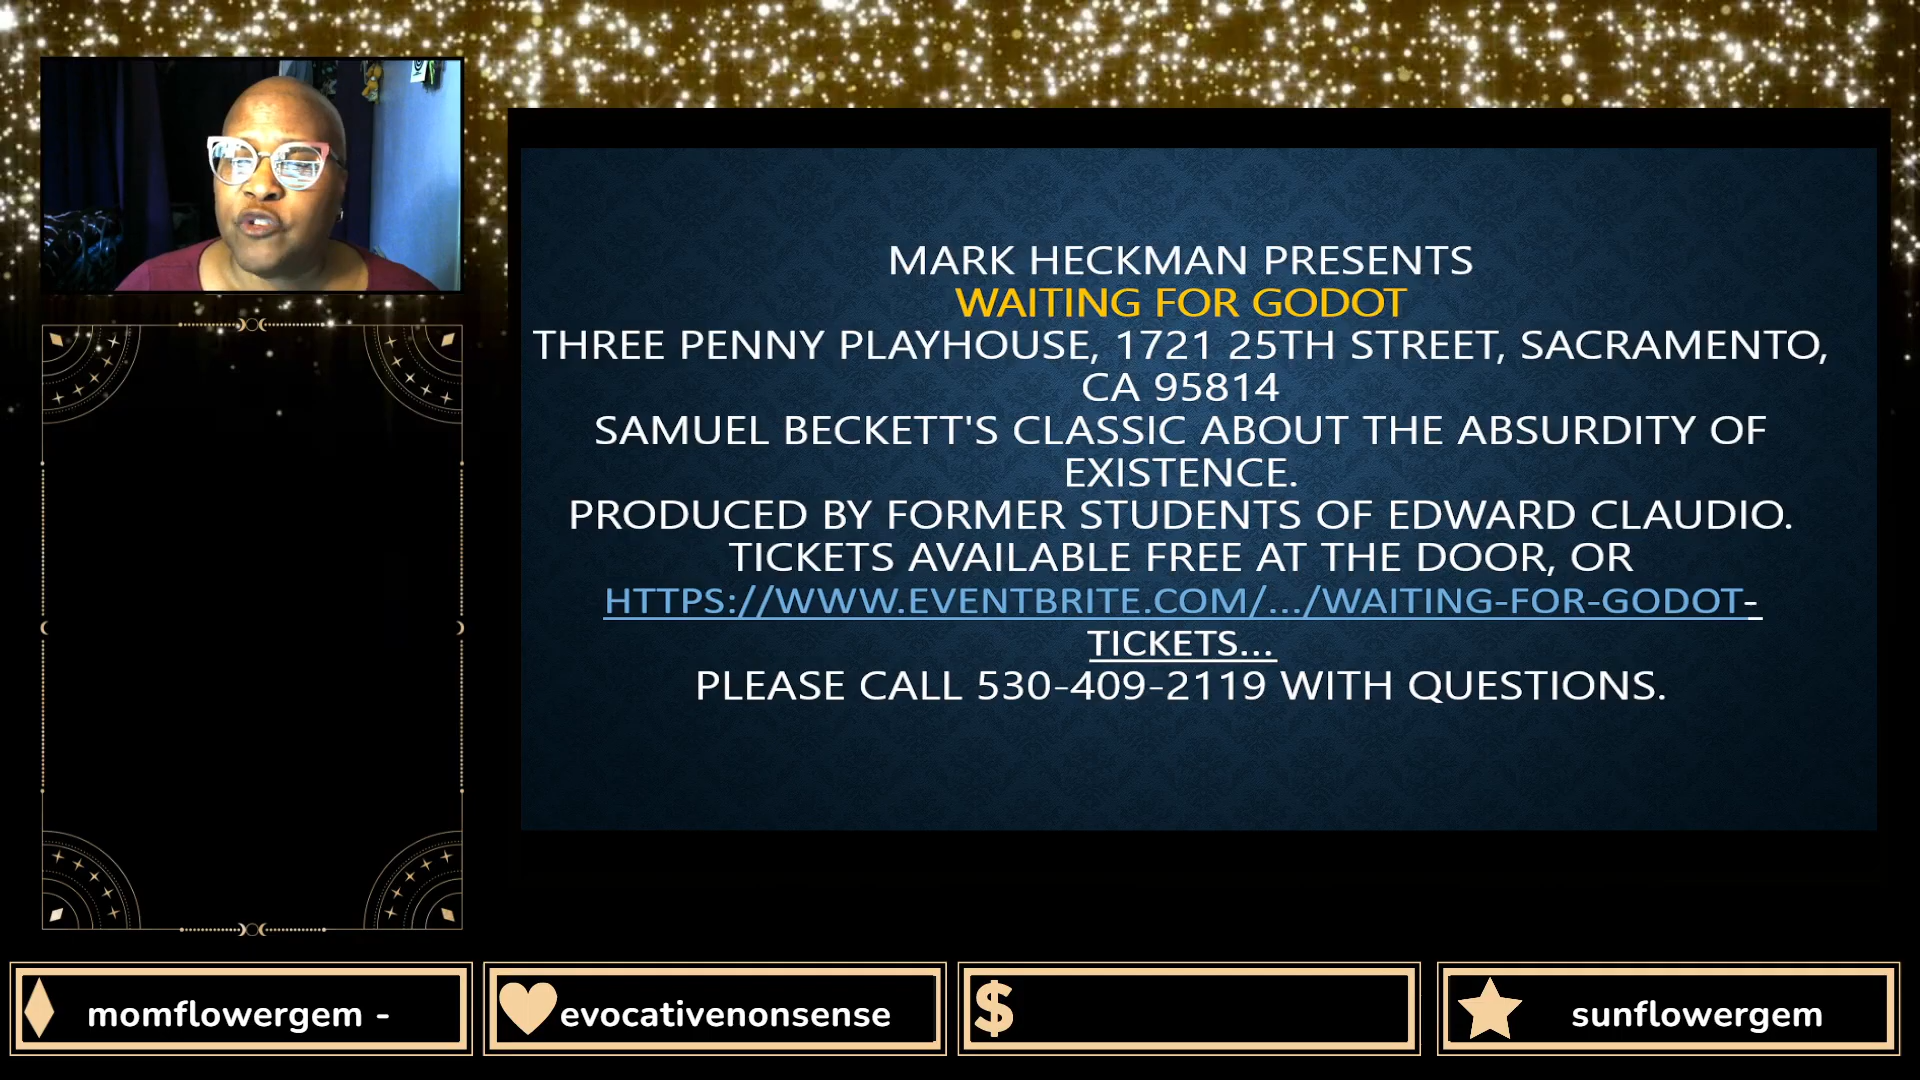 MARK HECKMAN PRESENTS
WAITING FOR GODOT
THREE PENNY PLAYHOUSE, 1721 25TH STREET, SACRAMENTO,
CA 95814
SAMUEL BECKETT'S CLASSIC ABOUT THE ABSURDITY OF
EXISTENCE.
PRODUCED BY FORMER STUDENTS OF EDWARD CLAUDIO.
TICKETS AVAILABLE FREE AT THE DOOR, OR
HTTPS://WWW.EVENTBRITE.COM/.../WAITING-FOR-GODOT-
TICKETS...
PLEASE CALL 530-409-2119 WITH QUESTIONS.
momflowergem -
evocativenonsense
$
sunflowergem